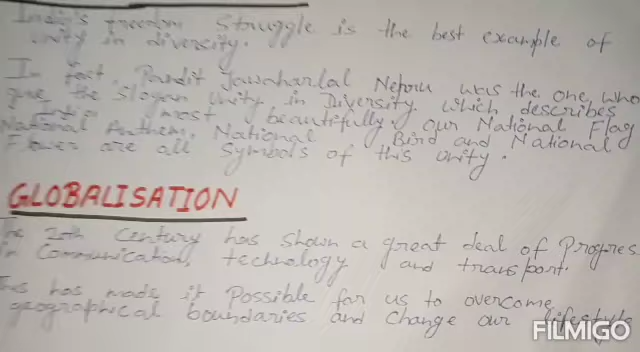 India's freedom Struggle is the best example of
unity in diversity.
In fact, Pandit Jawaharlal Nehru was the one who
gave the slogan unity in Diversity which describes
India most beautifully. our National Flag
National Anthem, National Bird and National
Flower are all Symbols of this unity.
GLOBALISATION
The 20th Century has shown a great deal of Progres
in Communication, technology and transport.
This has made it Possible for us to overcome
geographical boundaries and Change our lifestyle
FILMIGO